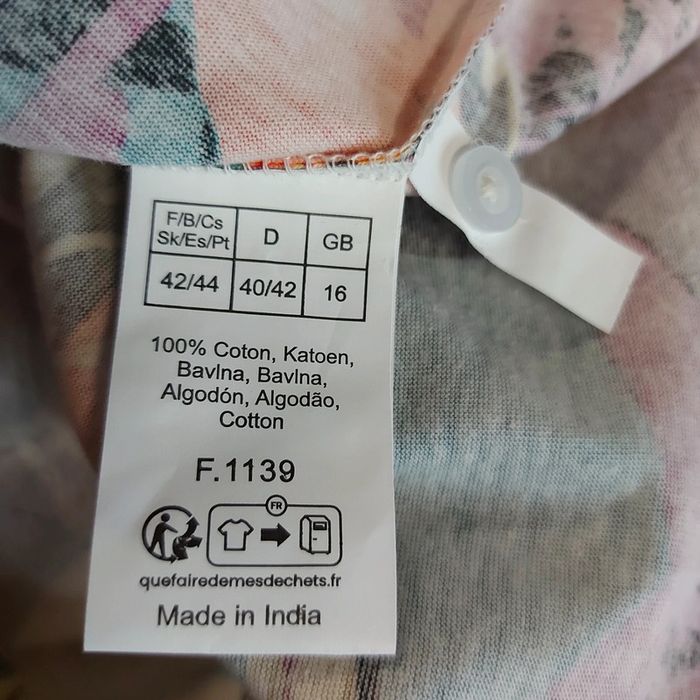 F/B/Cs
Sk/Es/Pt
D
GB
42/44
40/42
16
100% Coton, Katoen,
Bavlna, Bavlna,
Algodón, Algodão,
Cotton
F.1139
FR
quefairedemesdechets.fr
Made in India